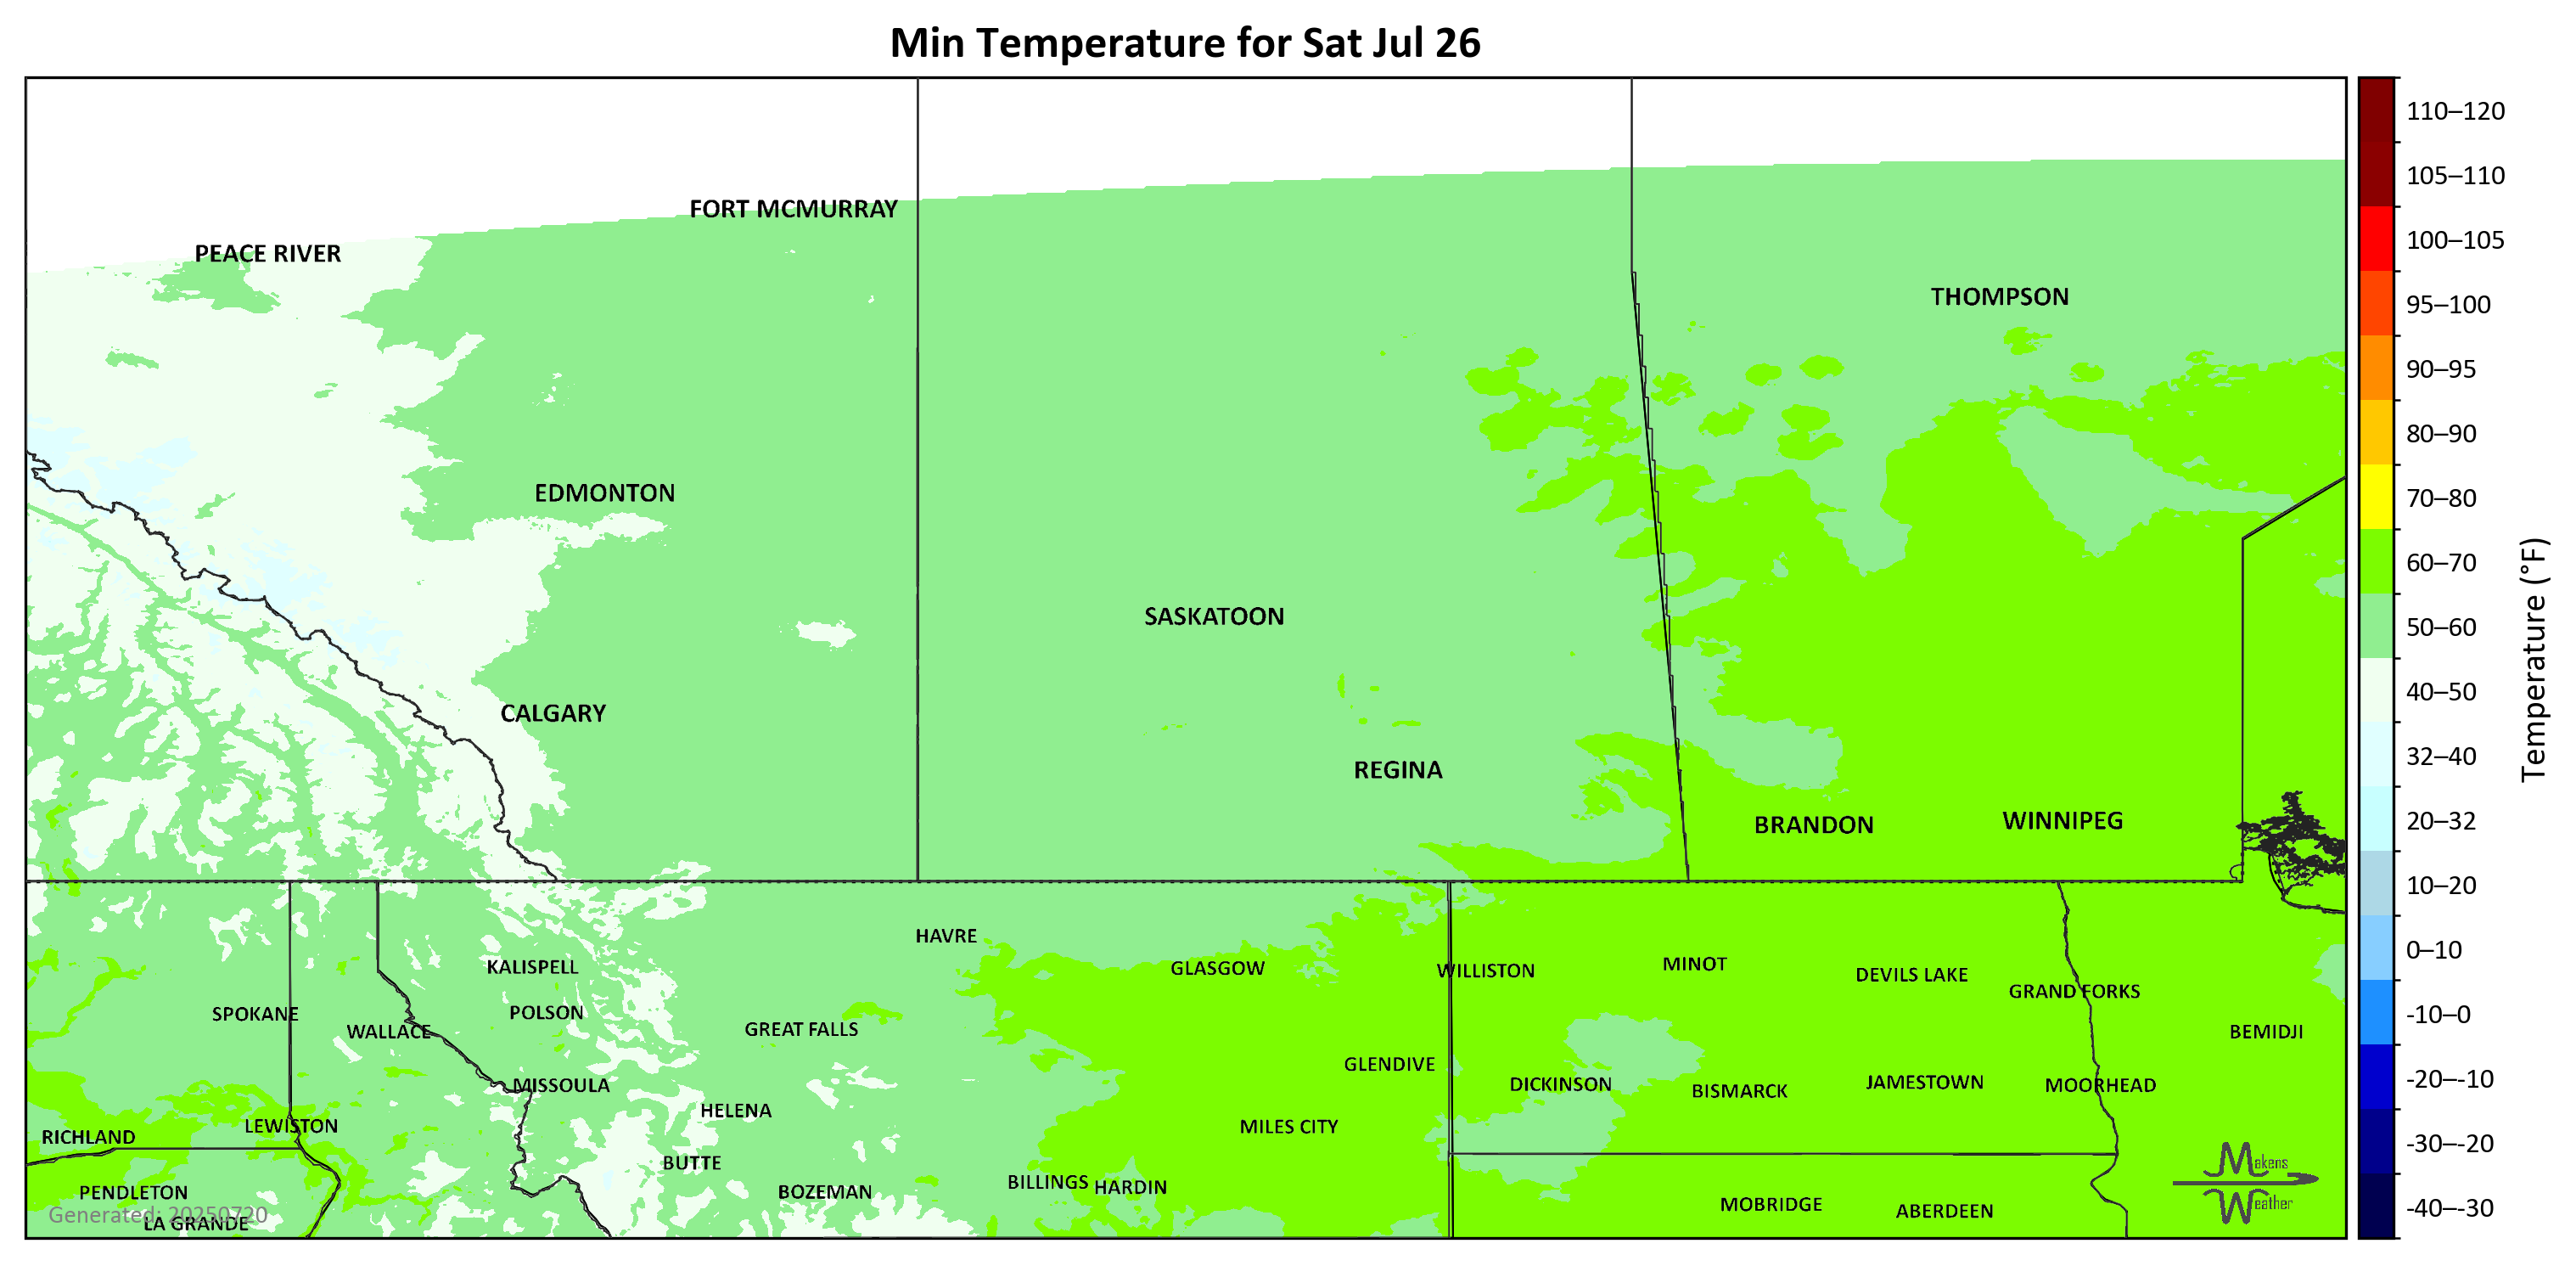 Min Temperature for Sat Jul 26
FORT MCMURRAY
PEACE RIVER
THOMPSON
EDMONTON
SASKATOON
CALGARY
REGINA
BRANDON
WINNIPEG
HAVRE
KALISPELL
GLASGOW
WILLISTON
MINOT
DEVILS LAKE
GRAND FORKS
SPOKANE
POLSON
WALLACE
GREAT FALLS
BEMIDJI
GLENDIVE
MISSOULA
DICKINSON
BISMARCK
JAMESTOWN
MOORHEAD
HELENA
LEWISTON
MILES CITY
RICHLAND
BUTTE
BILLINGS
HARDIN
PENDLETON
BOZEMAN
MOBRIDGE
ABERDEEN
Generated: 20250720
LA GRANDE
Makens
Weather
110–120
105–110
100–105
95–100
90–95
80–90
70–80
60–70
50–60
40–50
32–40
20–32
10–20
0–10
-10–0
-20–-10
-30–-20
-40–-30
Temperature (°F)